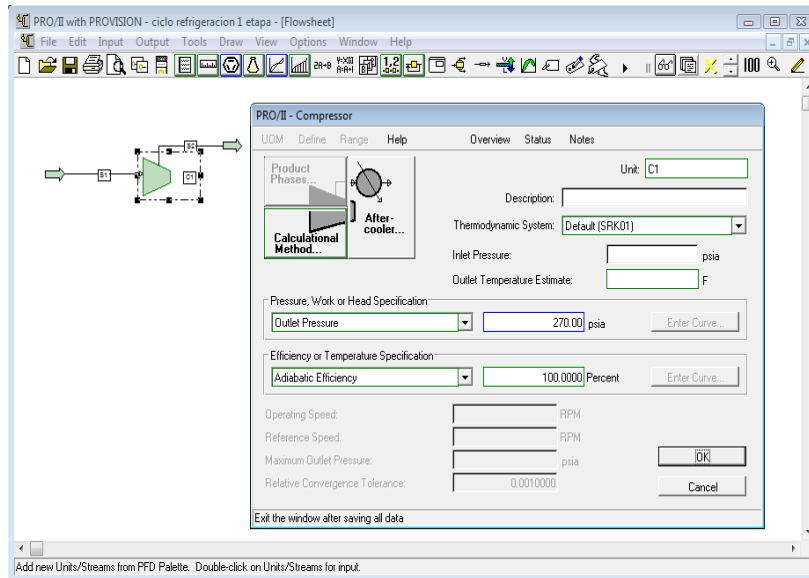 PRO/II with PROVISION - ciclo refrigeracion 1 etapa - [Flowsheet]
File Edit Input Output Tools Draw View Options Window Help
100
S1
S2
C1
PRO/II - Compressor
UOM Define Range Help Overview Status Notes
Product
Phases...
After-
cooler...
Calculational
Method...
Unit: C1
Description:
Thermodynamic System: Default (SRK01)
Inlet Pressure: psia
Outlet Temperature Estimate: F
Pressure, Work or Head Specification
Outlet Pressure 270.00 psia Enter Curve...
Efficiency or Temperature Specification
Adiabatic Efficiency 100.0000 Percent Enter Curve...
Operating Speed: RPM
Reference Speed: RPM
Maximum Outlet Pressure: psia
Relative Convergence Tolerance: 0.0010000
OK
Cancel
Exit the window after saving all data
Add new Units/Streams from PFD Palette. Double-click on Units/Streams for input.